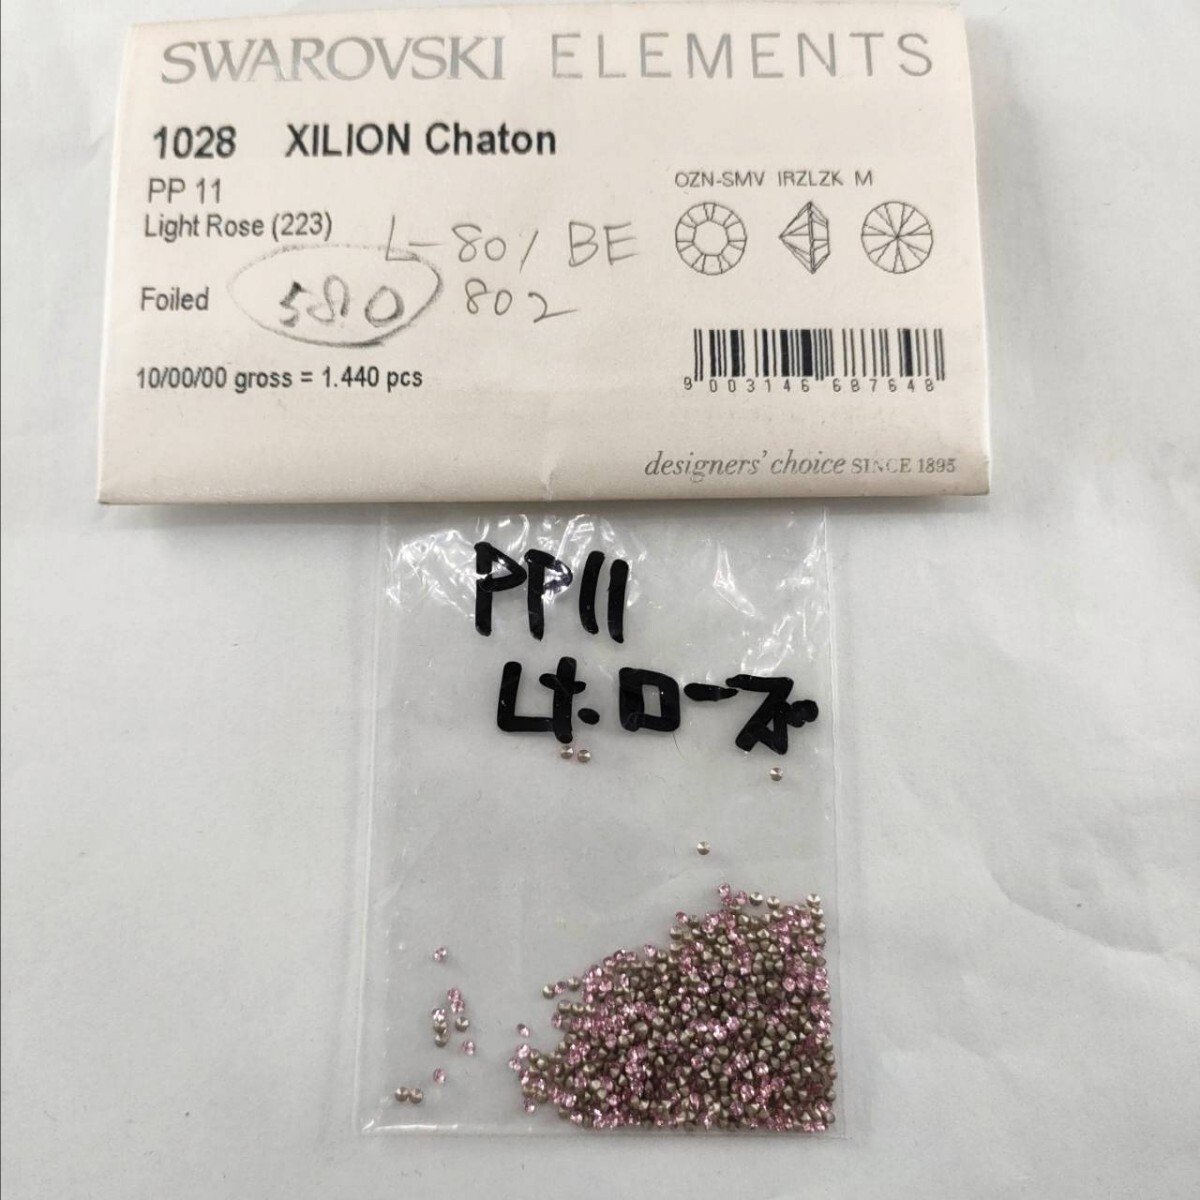 SWAROVSKI ELEMENTS
1028 XILION Chaton
PP 11
Light Rose (223)
L-801 BE
802
Foiled
580
OZN-SMV IRZLZK M
10/00/00 gross = 1.440 pcs
9 003146 687648
designers' choice SINCE 1895
PP11
Lt.ローズ